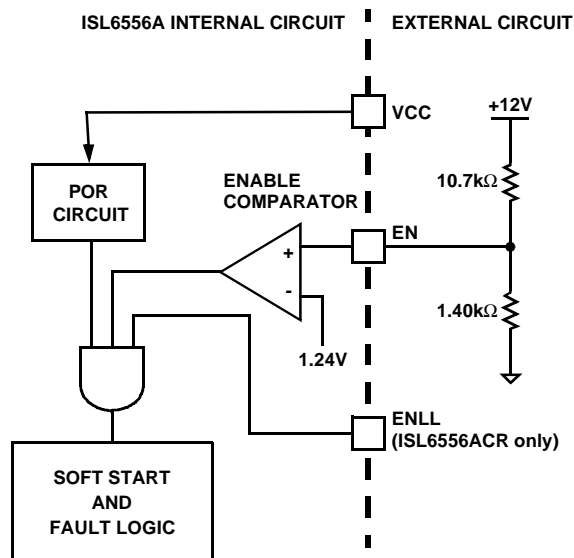 ISL6556A INTERNAL CIRCUIT
EXTERNAL CIRCUIT
VCC
+12V
POR
CIRCUIT
ENABLE
COMPARATOR
10.7kΩ
EN
+
-
1.40kΩ
1.24V
ENLL
(ISL6556ACR only)
SOFT START
AND
FAULT LOGIC